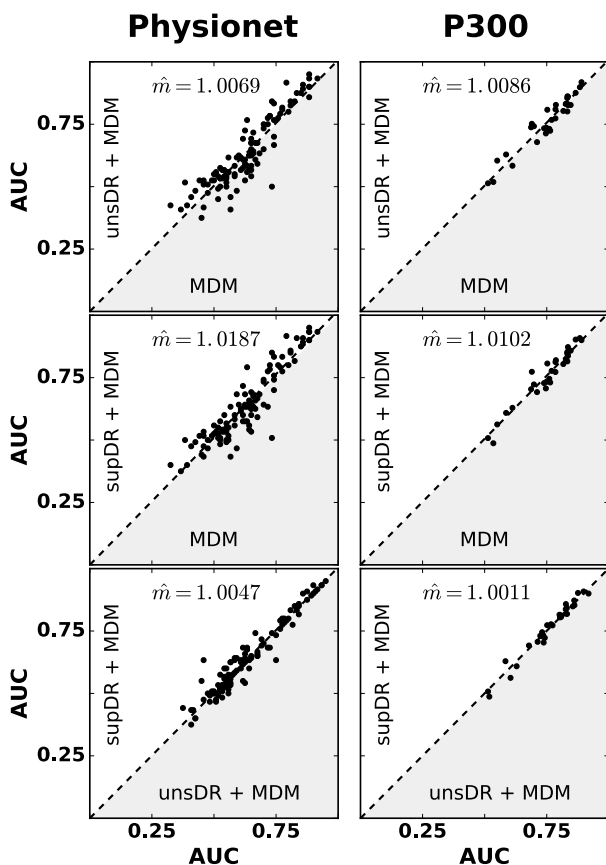 Physionet P300
m̂ = 1.0069
m̂ = 1.0086
0.75
0.25
AUC
unsDR + MDM
MDM
unsDR + MDM
MDM
m̂ = 1.0187
m̂ = 1.0102
0.75
0.25
AUC
supDR + MDM
MDM
supDR + MDM
MDM
m̂ = 1.0047
m̂ = 1.0011
0.75
0.25
AUC
supDR + MDM
unsDR + MDM
supDR + MDM
unsDR + MDM
0.25 0.75 0.25 0.75
AUC AUC